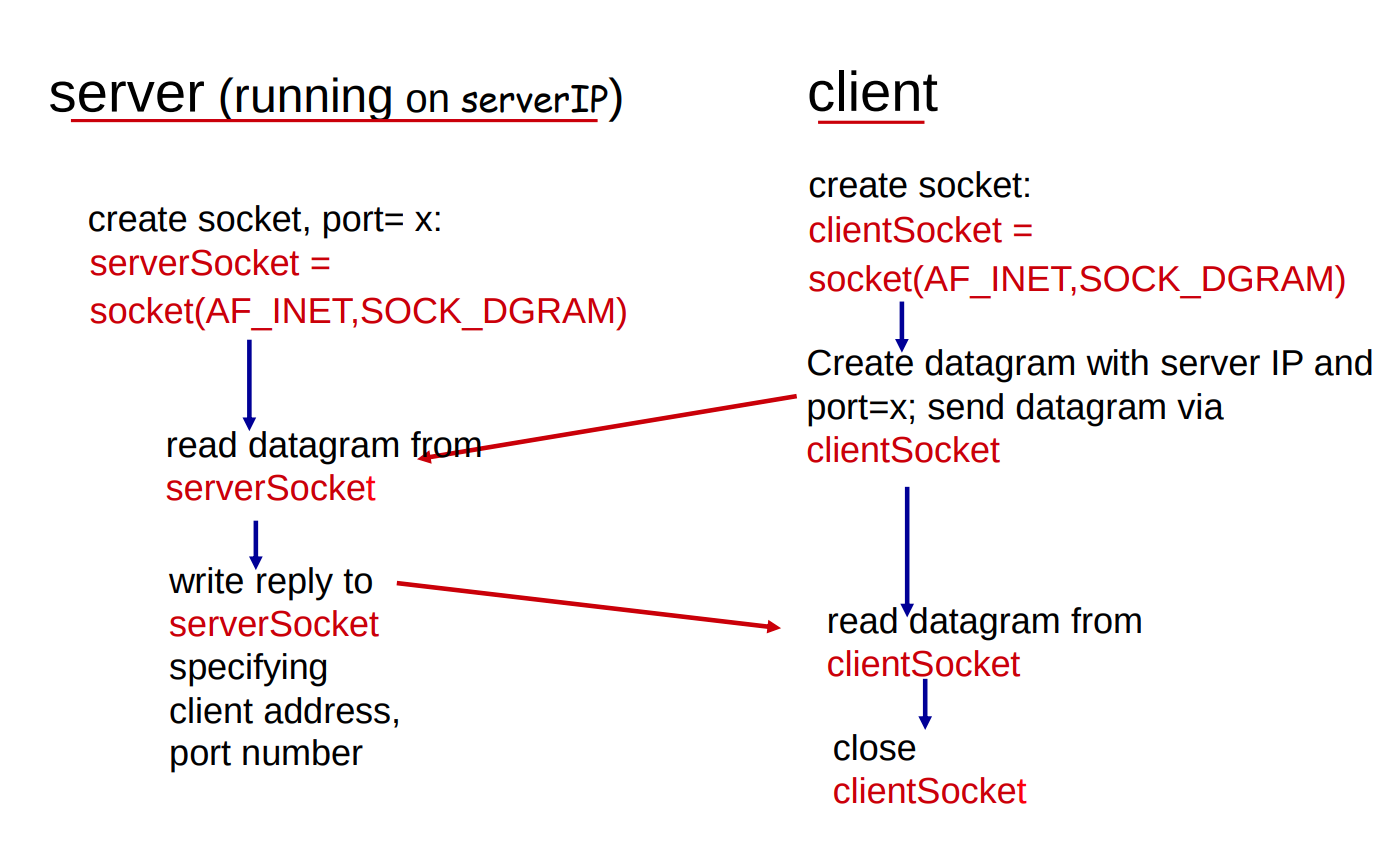 server (running on serverIP)
create socket, port= x:
serverSocket =
socket(AF_INET,SOCK_DGRAM)
read datagram from
serverSocket
write reply to
serverSocket
specifying
client address,
port number
client
create socket:
clientSocket =
socket(AF_INET,SOCK_DGRAM)
Create datagram with server IP and
port=x; send datagram via
clientSocket
read datagram from
clientSocket
close
clientSocket